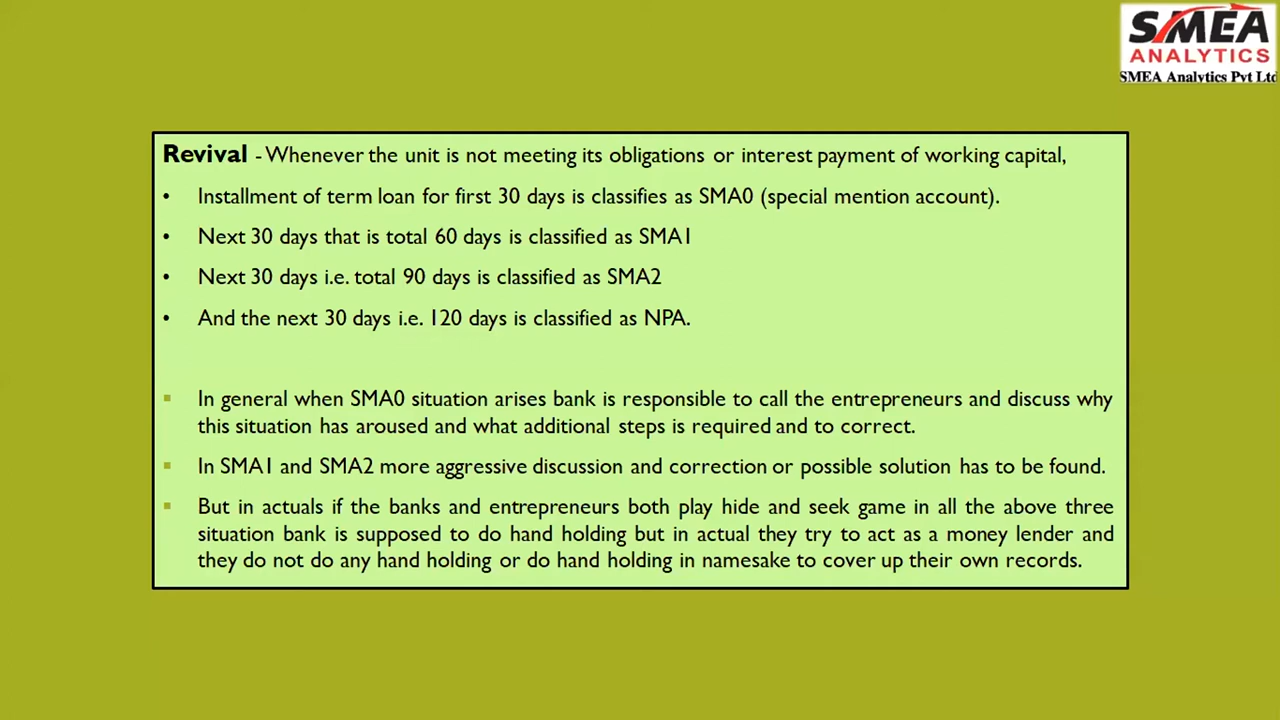 SMEA
ANALYTICS
SMEA Analytics Pvt Ltd
Revival - Whenever the unit is not meeting its obligations or interest payment of working capital,
• Installment of term loan for first 30 days is classifies as SMA0 (special mention account).
• Next 30 days that is total 60 days is classified as SMA1
• Next 30 days i.e. total 90 days is classified as SMA2
• And the next 30 days i.e. 120 days is classified as NPA.
▪ In general when SMA0 situation arises bank is responsible to call the entrepreneurs and discuss why
this situation has aroused and what additional steps is required and to correct.
▪ In SMA1 and SMA2 more aggressive discussion and correction or possible solution has to be found.
▪ But in actuals if the banks and entrepreneurs both play hide and seek game in all the above three
situation bank is supposed to do hand holding but in actual they try to act as a money lender and
they do not do any hand holding or do hand holding in namesake to cover up their own records.